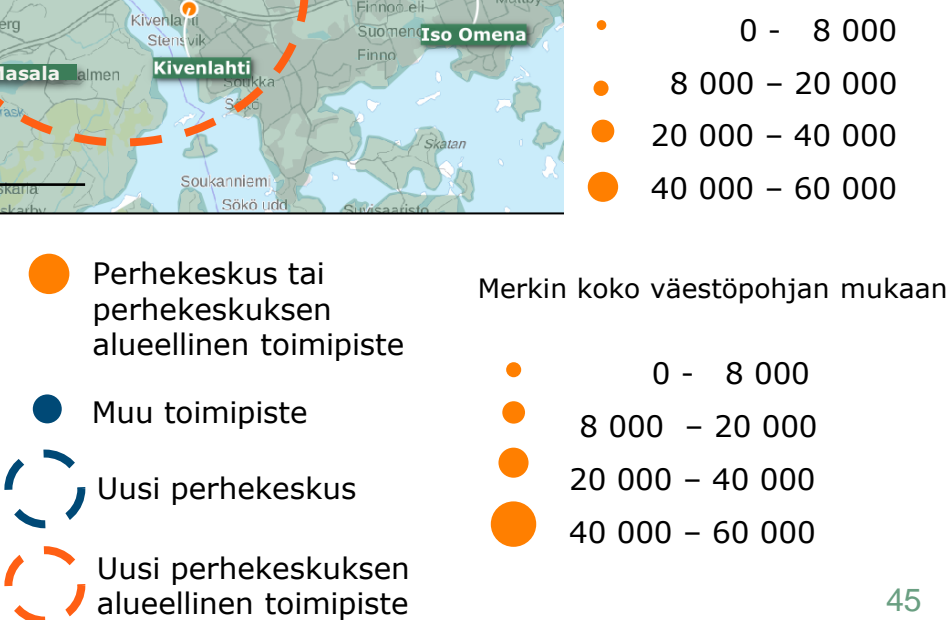 Kivenlahti
Stensvik
Finno
Iso Omena
Kivenlahti
Soukka
Sökö
Skatan
Soukanniemi
Sökö udd
Suvisaaristo
0 - 8 000
8 000 – 20 000
20 000 – 40 000
40 000 – 60 000
Perhekeskus tai
perhekeskuksen
alueellinen toimipiste
Muu toimipiste
Uusi perhekeskus
Uusi perhekeskuksen
alueellinen toimipiste
Merkin koko väestöpohjan mukaan
0 - 8 000
8 000 – 20 000
20 000 – 40 000
40 000 – 60 000
45